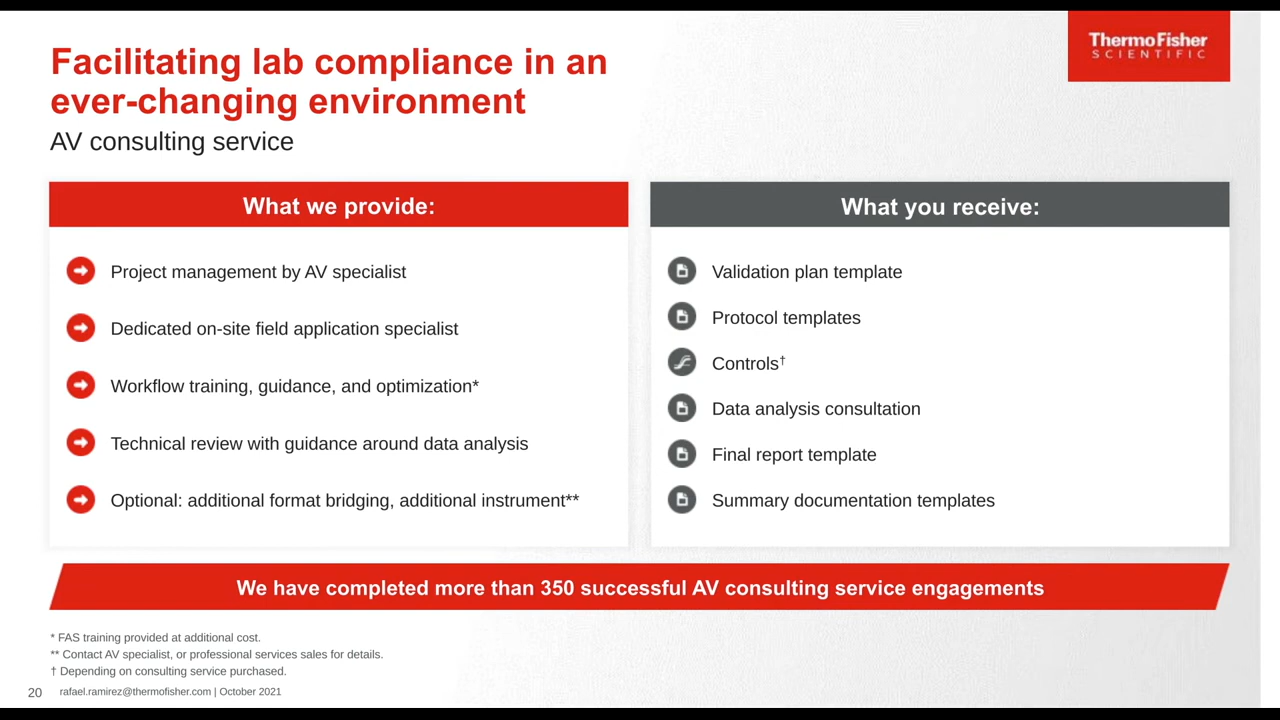 Facilitating lab compliance in an
ever-changing environment
AV consulting service
ThermoFisher
SCIENTIFIC
What we provide:
Project management by AV specialist
Dedicated on-site field application specialist
Workflow training, guidance, and optimization*
Technical review with guidance around data analysis
Optional: additional format bridging, additional instrument**
What you receive:
Validation plan template
Protocol templates
Controls†
Data analysis consultation
Final report template
Summary documentation templates
We have completed more than 350 successful AV consulting service engagements
* FAS training provided at additional cost.
** Contact AV specialist, or professional services sales for details.
† Depending on consulting service purchased.
20 rafael.ramirez@thermofisher.com | October 2021